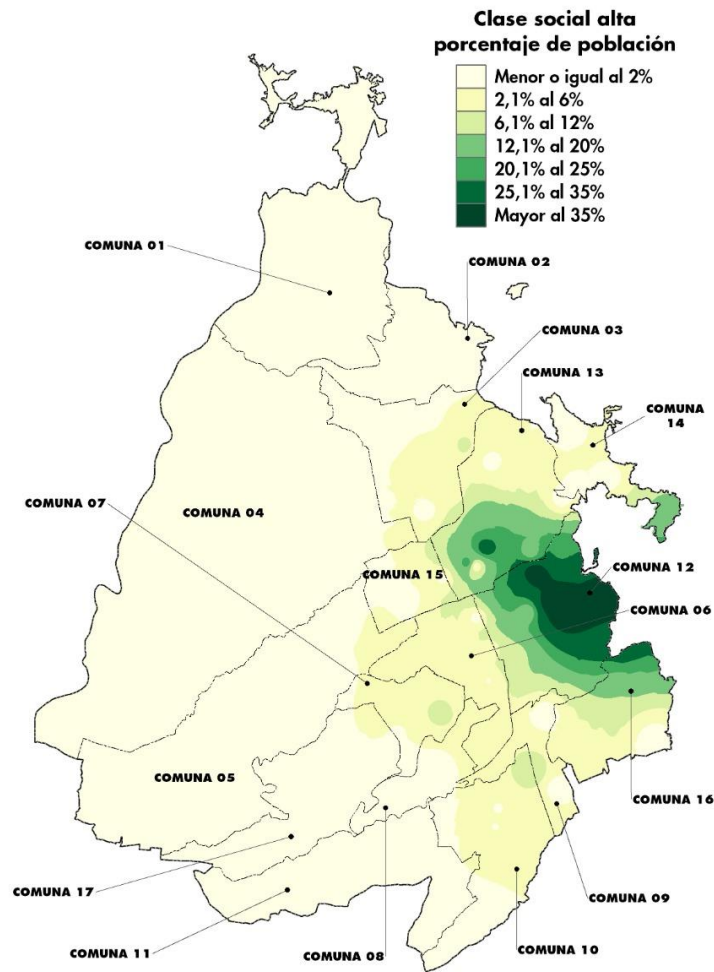 Clase social alta
porcentaje de población
Menor o igual al 2%
2,1% al 6%
6,1% al 12%
12,1% al 20%
20,1% al 25%
25,1% al 35%
Mayor al 35%
COMUNA 01
COMUNA 02
COMUNA 03
COMUNA 13
COMUNA
14
COMUNA 07
COMUNA 04
COMUNA 15
COMUNA 12
COMUNA 06
COMUNA 05
COMUNA 16
COMUNA 17
COMUNA 09
COMUNA 11
COMUNA 08
COMUNA 10